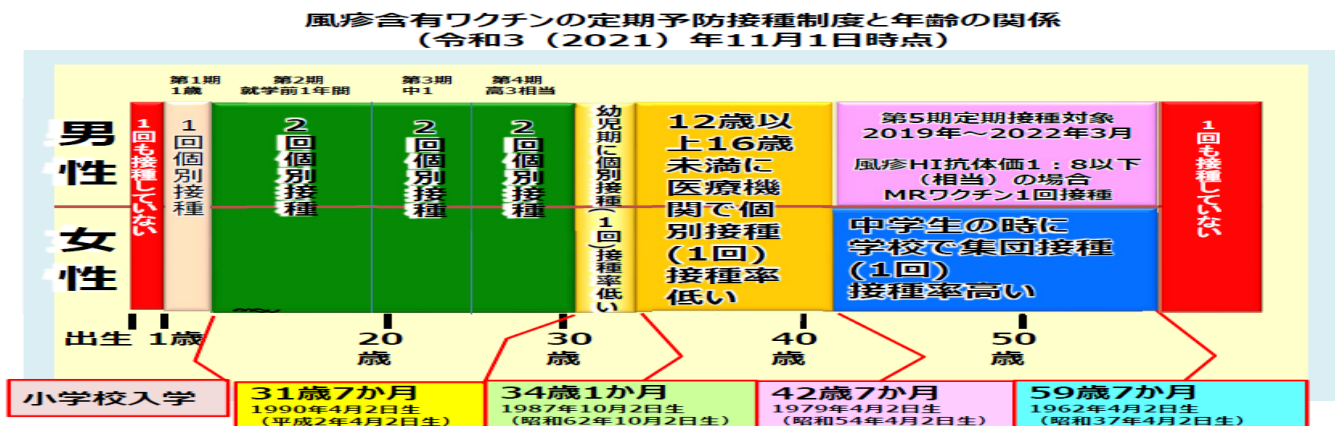 風疹含有ワクチンの定期予防接種制度と年齢の関係
(令和3（2021）年11月1日時点)
第1期
1歳
第2期
就学前1年間
第3期
中1
第4期
高3相当
男性
女性
1回も接種していない
1回個別接種
2回個別接種
2回個別接種
2回個別接種
幼児期に個別接種(1回)接種率低い
12歳以
上16歳
未満に
医療機
関で個
別接種
(1回)
接種率
低い
第5期定期接種対象
2019年～2022年3月
風疹HI抗体価1：8以下
(相当）の場合
MRワクチン1回接種
中学生の時に
学校で集団接種
(1回)
接種率高い
1回も接種していない
出生
1歳
20
歳
30
歳
40
歳
50
歳
小学校入学
31歳7か月
1990年4月2日生
(平成2年4月2日生)
34歳1か月
1987年10月2日生
(昭和62年10月2日生)
42歳7か月
1979年4月2日生
(昭和54年4月2日生)
59歳7か月
1962年4月2日生
(昭和37年4月2日生)